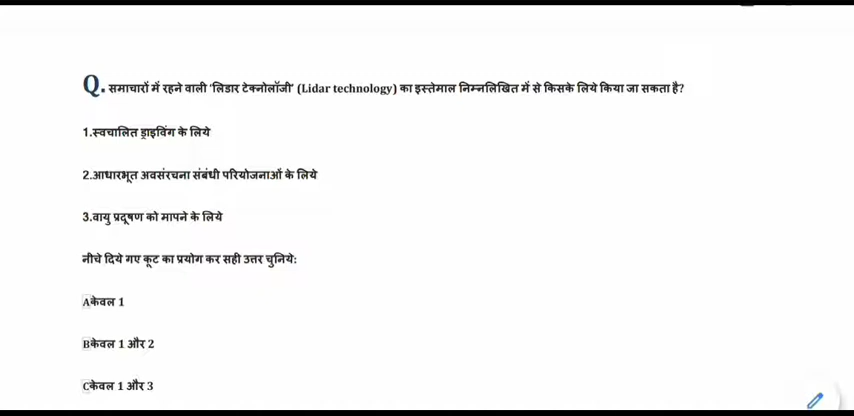 Q. समाचारों में रहने वाली 'लिडार टेक्नोलॉजी' (Lidar technology) का इस्तेमाल निम्नलिखित में से किसके लिये किया जा सकता है?
1.स्वचालित ड्राइविंग के लिये
2.आधारभूत अवसंरचना संबंधी परियोजनाओं के लिये
3.वायु प्रदूषण को मापने के लिये
नीचे दिये गए कूट का प्रयोग कर सही उत्तर चुनिये:
Aकेवल 1
Bकेवल 1 और 2
Cकेवल 1 और 3